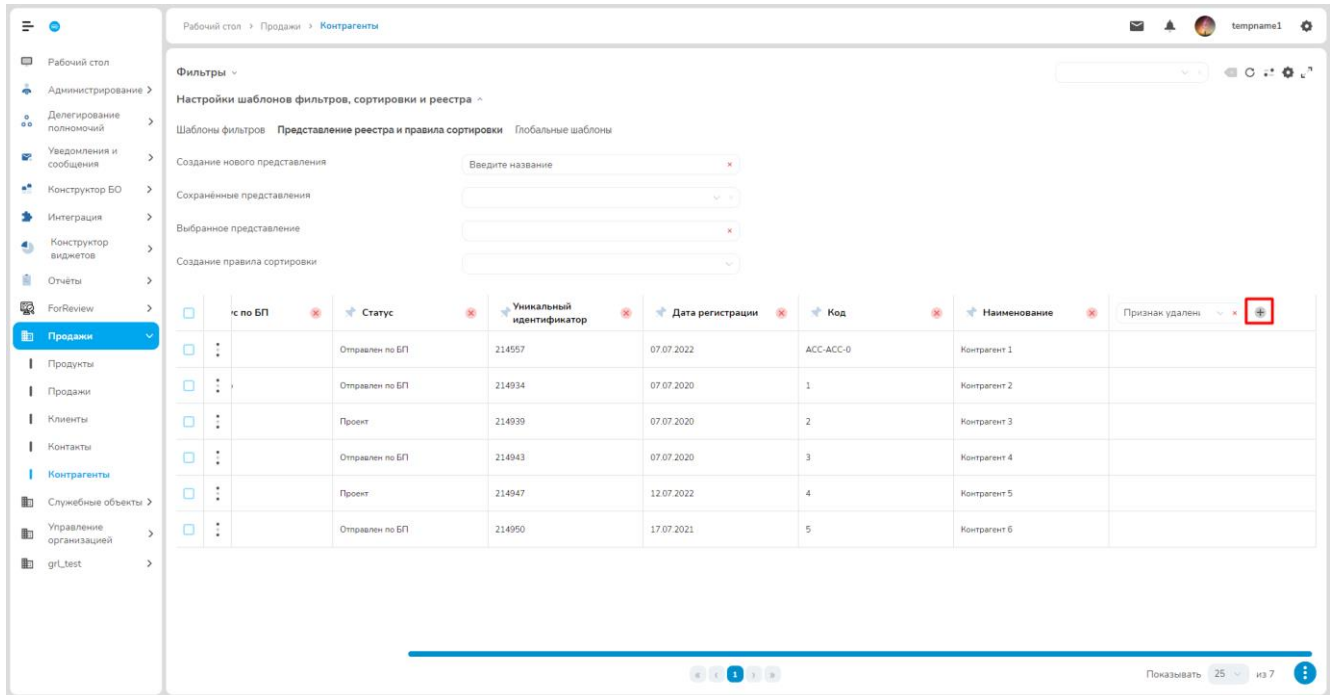 Рабочий стол > Продажи > Контрагенты
tempname1
Рабочий стол
Администрирование
Делегирование
полномочий
Уведомления и
сообщения
Конструктор БО
Интеграция
Конструктор
виджетов
Отчёты
ForReview
Продажи
Продукты
Продажи
Клиенты
Контакты
Контрагенты
Служебные объекты
Управление
организацией
grl_test
Фильтры
Настройки шаблонов фильтров, сортировки и реестра
Шаблоны фильтров Представление реестра и правила сортировки Глобальные шаблоны
Создание нового представления Введите название
Сохранённые представления
Выбранное представление
Создание правила сортировки
ус по БП Статус Уникальный идентификатор Дата регистрации Код Наименование Признак удален
Отправлен по БП 214557 07.07.2022 ACC-ACC-0 Контрагент 1
Отправлен по БП 214934 07.07.2020 1 Контрагент 2
Проект 214939 07.07.2020 2 Контрагент 3
Отправлен по БП 214943 07.07.2020 3 Контрагент 4
Проект 214947 12.07.2022 4 Контрагент 5
Отправлен по БП 214950 17.07.2021 5 Контрагент 6
« ‹ 1 › »
Показывать 25 из 7